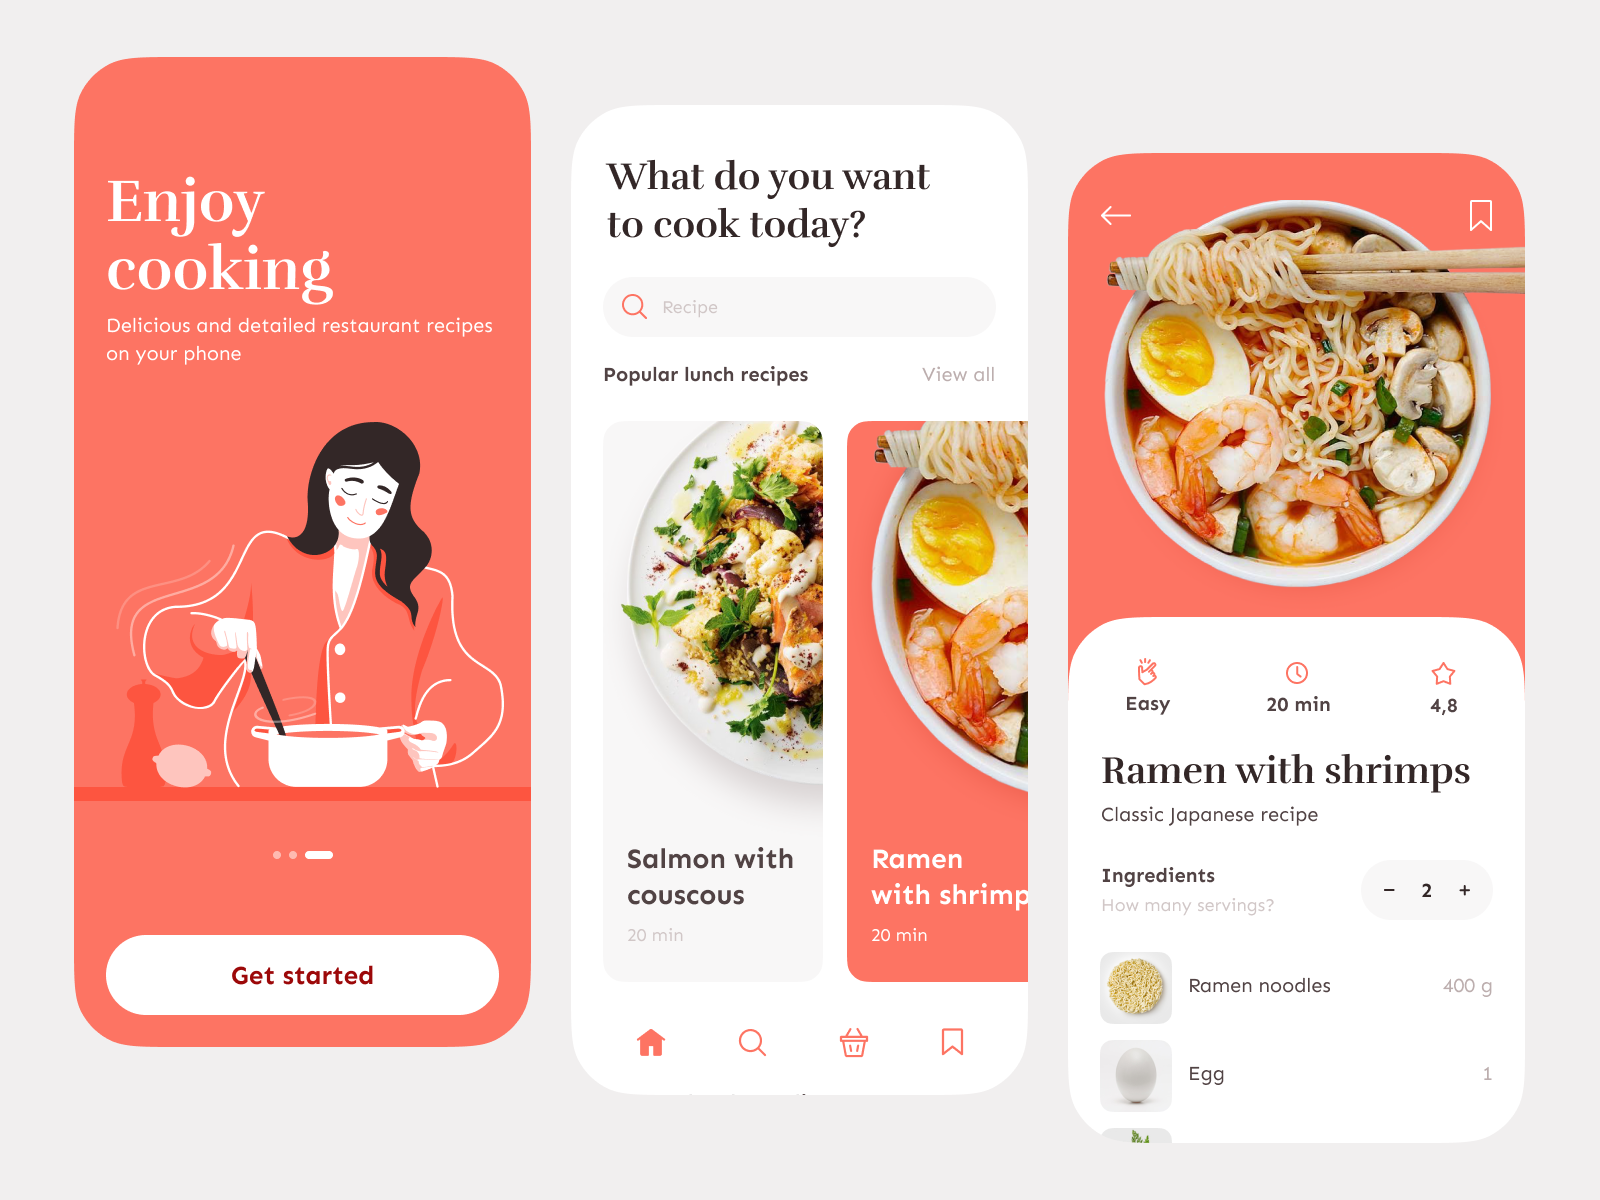 Enjoy
cooking
Delicious and detailed restaurant recipes
on your phone
Get started
What do you want
to cook today?
Recipe
Popular lunch recipes
View all
Salmon with
couscous
20 min
Ramen
with shrimp
20 min
Easy
20 min
4,8
Ramen with shrimps
Classic Japanese recipe
Ingredients
How many servings?
− 2 +
Ramen noodles
400 g
Egg
1